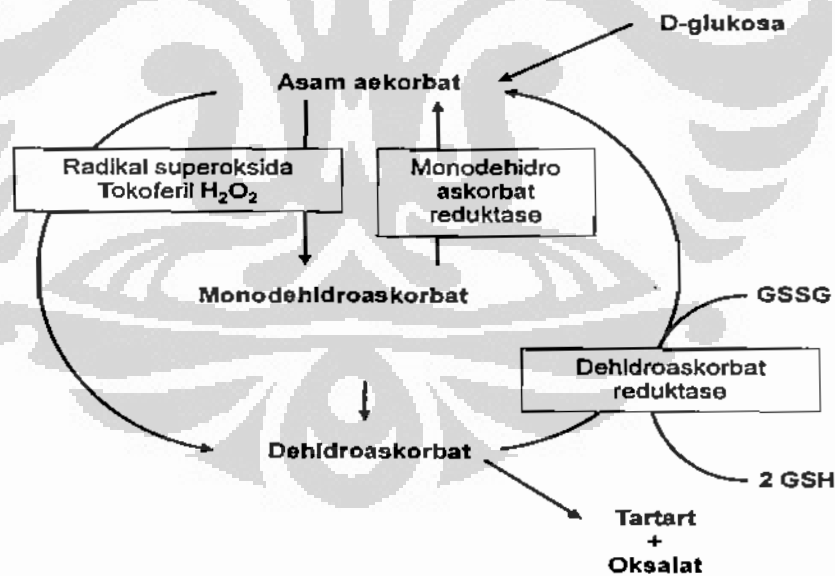 D-glukosa
Asam askorbat
Radikal superoksida
Tokoferil H₂O₂
Monodehidro
askorbat
reduktase
Monodehidroaskorbat
GSSG
Dehidroaskorbat
reduktase
Dehidroaskorbat
2 GSH
Tartart
+
Oksalat